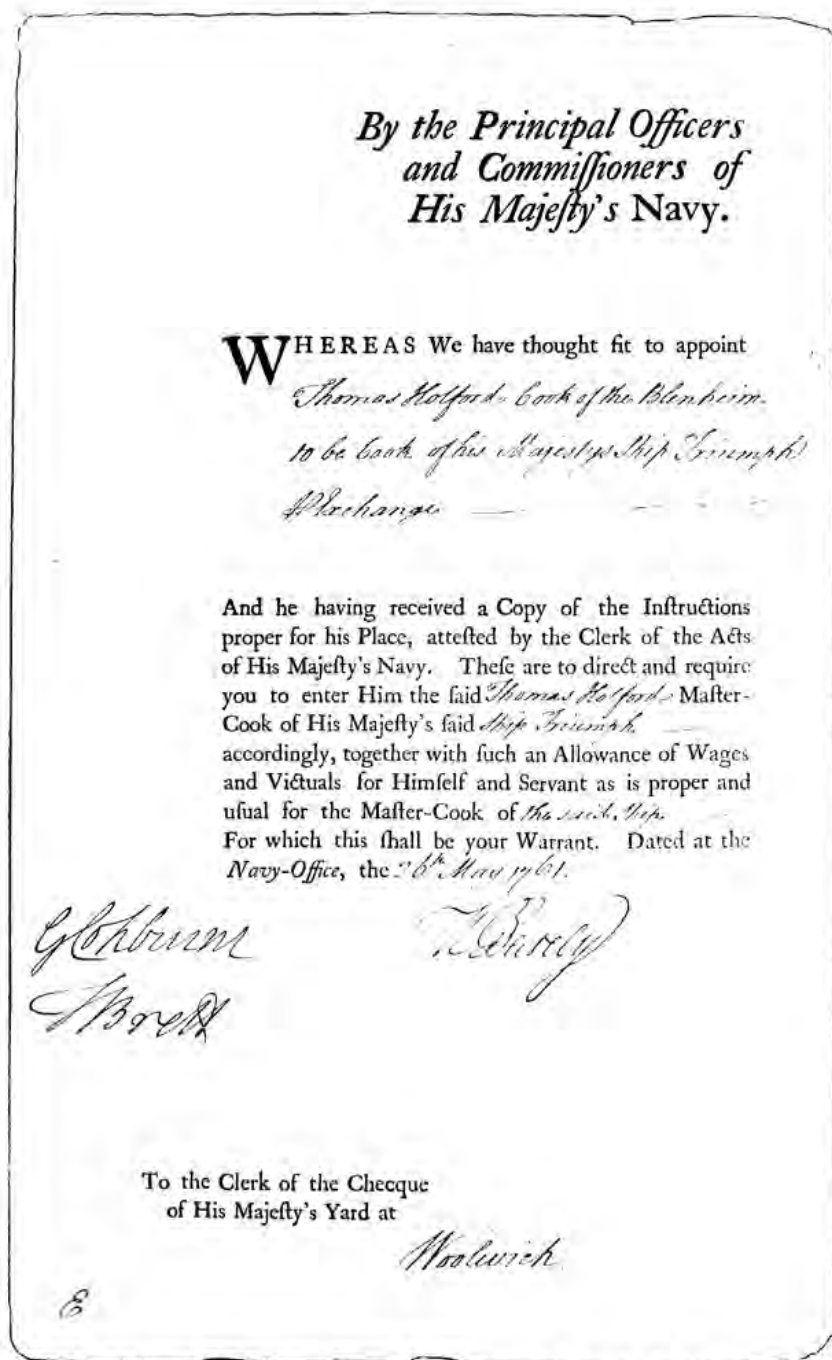 By the Principal Officers
and Commiſſioners of
His Majeſty's Navy.
WHEREAS We have thought fit to appoint
Thomas Holford Cook of the Blenheim
to be Cook of his Majestys Ship Triumph
Exchange
And he having received a Copy of the Inſtructions
proper for his Place, atteſted by the Clerk of the Acts
of His Majeſty's Navy. Theſe are to direct and require
you to enter Him the ſaid Thomas Holford Maſter-
Cook of His Majeſty's ſaid Ship Triumph
accordingly, together with ſuch an Allowance of Wages
and Victuals for Himſelf and Servant as is proper and
uſual for the Maſter-Cook of the said Ship.
For which this ſhall be your Warrant. Dated at the
Navy-Office, the 26th May 1761.
GCokburne
Brett
To the Clerk of the Checque
of His Majeſty's Yard at
Woolwich
E